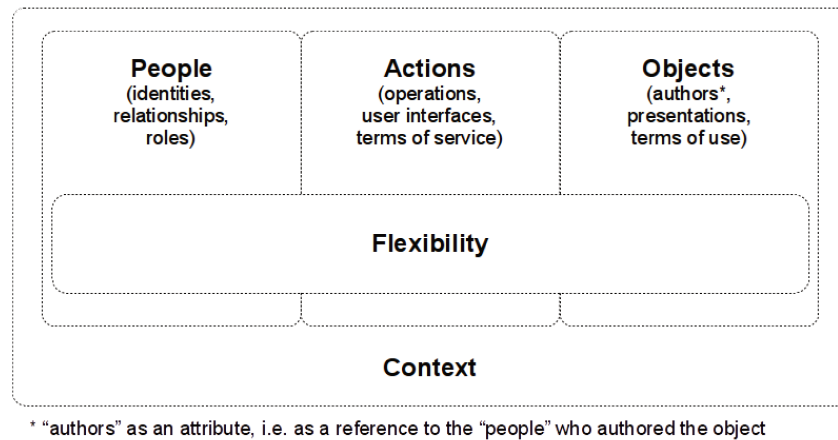 People
(identities,
relationships,
roles)
Actions
(operations,
user interfaces,
terms of service)
Objects
(authors*,
presentations,
terms of use)
Flexibility
Context
* “authors” as an attribute, i.e. as a reference to the “people” who authored the object